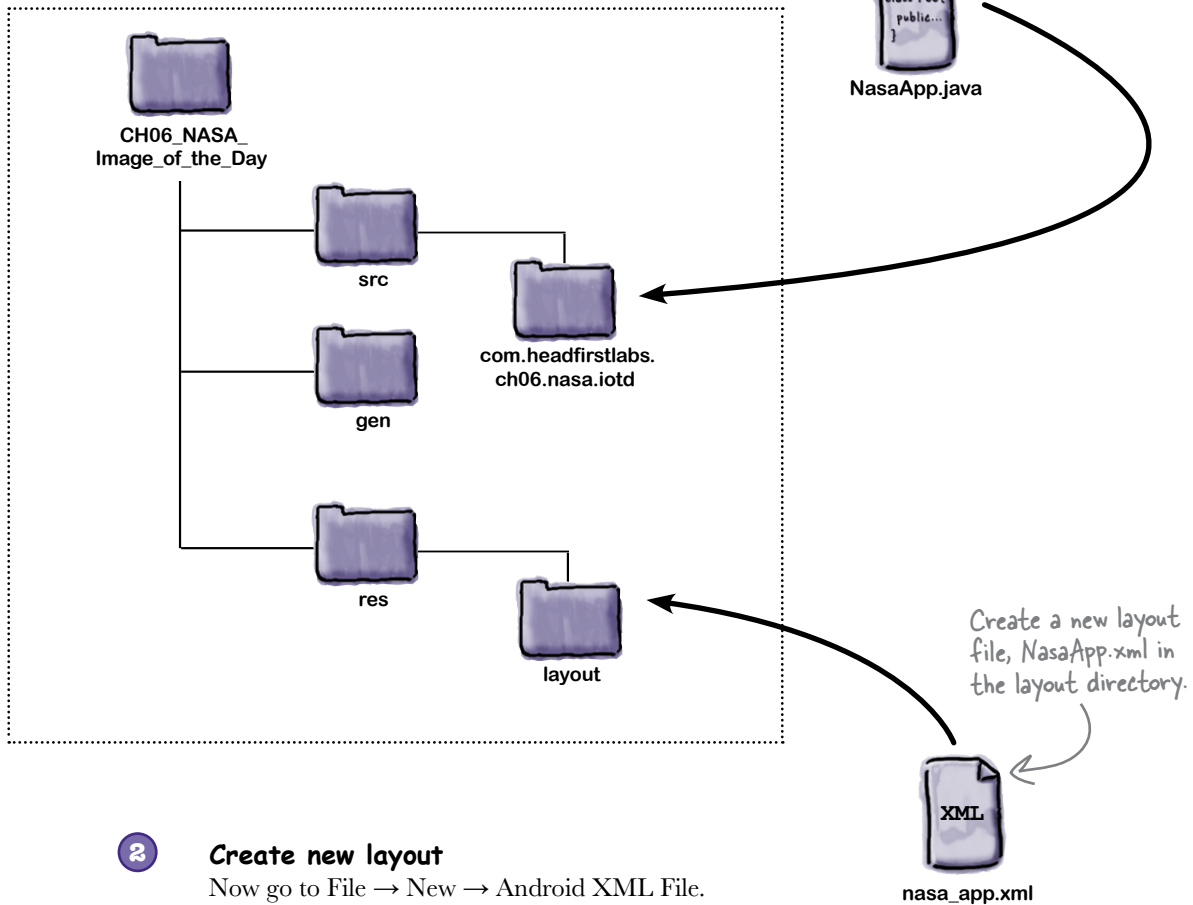 public...
}
NasaApp.java
CH06_NASA_
Image_of_the_Day
src
com.headfirstlabs.
ch06.nasa.iotd
gen
res
layout
Create a new layout
file, NasaApp.xml in
the layout directory.
XML
nasa_app.xml
2
Create new layout
Now go to File → New → Android XML File.